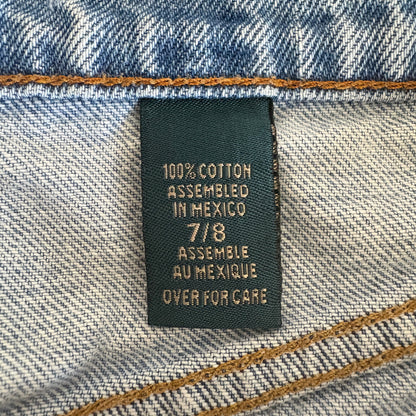 100% COTTON
ASSEMBLED
IN MEXICO
7/8
ASSEMBLE
AU MEXIQUE
OVER FOR CARE